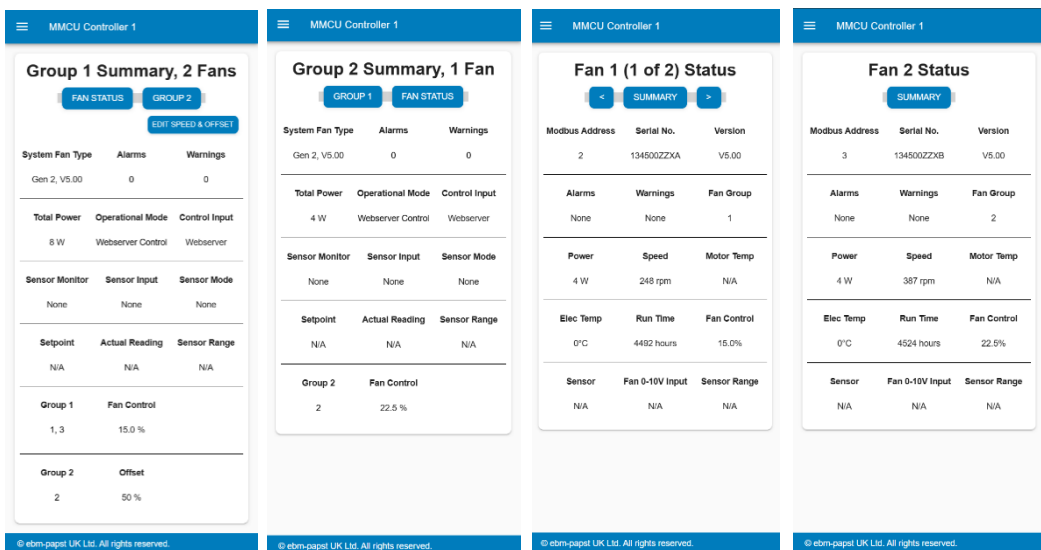 MMCU Controller 1
Group 1 Summary, 2 Fans
FAN STATUS GROUP 2
EDIT SPEED & OFFSET
System Fan Type Alarms Warnings
Gen 2, V5.00 0 0
Total Power Operational Mode Control Input
8 W Webserver Control Webserver
Sensor Monitor Sensor Input Sensor Mode
None None None
Setpoint Actual Reading Sensor Range
N/A N/A N/A
Group 1 Fan Control
1, 3 15.0 %
Group 2 Offset
2 50 %
© ebm-papst UK Ltd. All rights reserved.
MMCU Controller 1
Group 2 Summary, 1 Fan
GROUP 1 FAN STATUS
System Fan Type Alarms Warnings
Gen 2, V5.00 0 0
Total Power Operational Mode Control Input
4 W Webserver Control Webserver
Sensor Monitor Sensor Input Sensor Mode
None None None
Setpoint Actual Reading Sensor Range
N/A N/A N/A
Group 2 Fan Control
2 22.5 %
© ebm-papst UK Ltd. All rights reserved.
MMCU Controller 1
Fan 1 (1 of 2) Status
< SUMMARY >
Modbus Address Serial No. Version
2 134500ZZXA V5.00
Alarms Warnings Fan Group
None None 1
Power Speed Motor Temp
4 W 248 rpm N/A
Elec Temp Run Time Fan Control
0°C 4492 hours 15.0%
Sensor Fan 0-10V Input Sensor Range
N/A N/A N/A
© ebm-papst UK Ltd. All rights reserved.
MMCU Controller 1
Fan 2 Status
SUMMARY
Modbus Address Serial No. Version
3 134500ZZXB V5.00
Alarms Warnings Fan Group
None None 2
Power Speed Motor Temp
4 W 387 rpm N/A
Elec Temp Run Time Fan Control
0°C 4524 hours 22.5%
Sensor Fan 0-10V Input Sensor Range
N/A N/A N/A
© ebm-papst UK Ltd. All rights reserved.